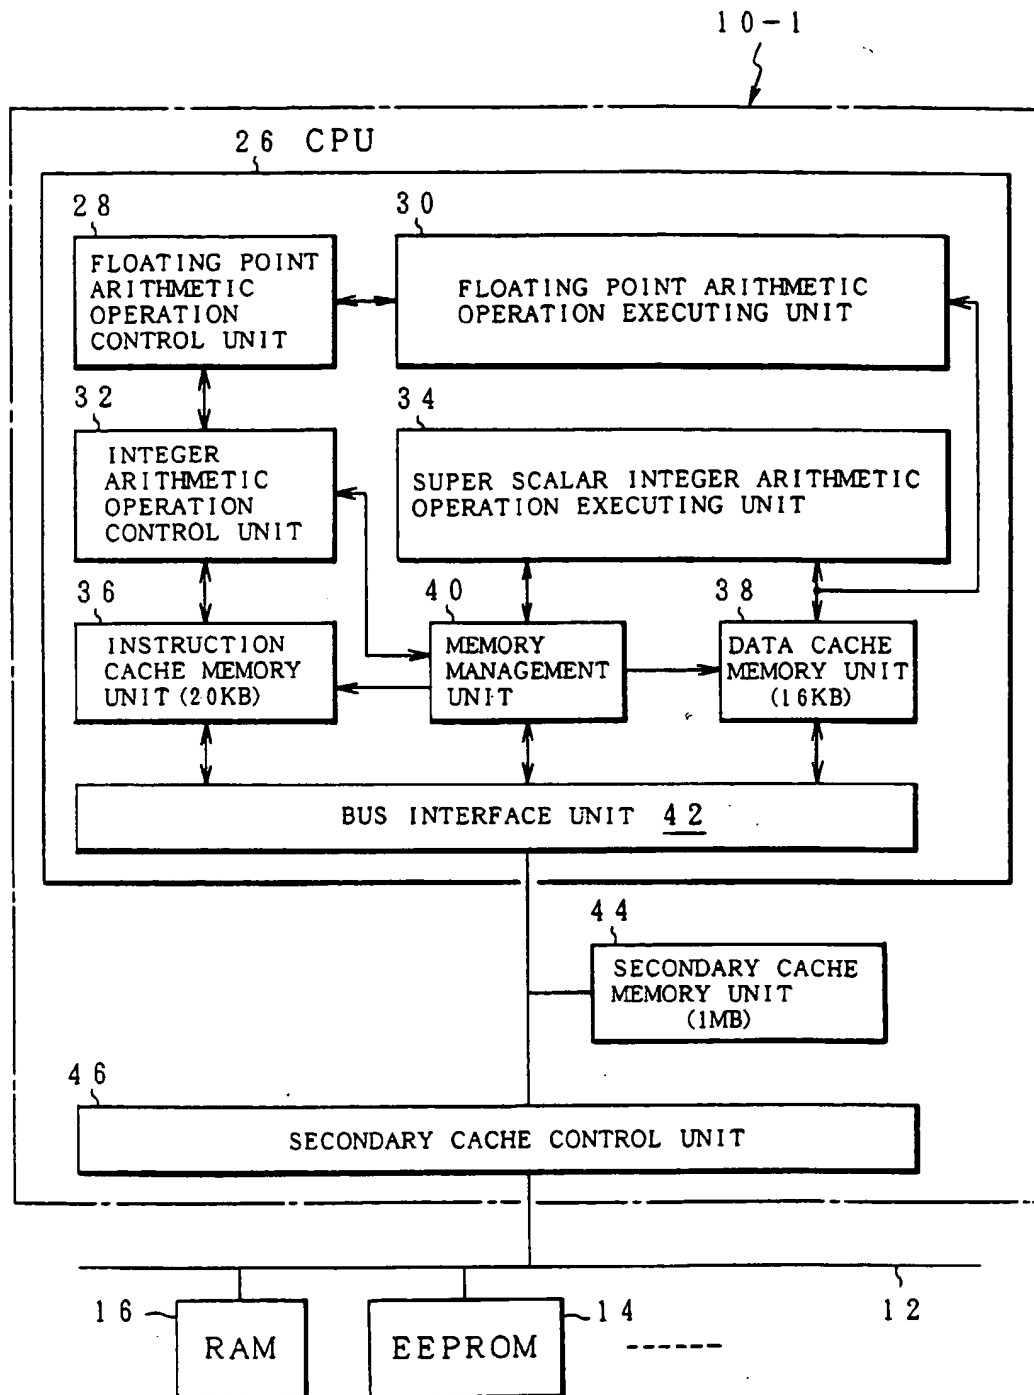 10-1
26 CPU
28
FLOATING POINT
ARITHMETIC
OPERATION
CONTROL UNIT
30
FLOATING POINT ARITHMETIC
OPERATION EXECUTING UNIT
32
INTEGER
ARITHMETIC
OPERATION
CONTROL UNIT
34
SUPER SCALAR INTEGER ARITHMETIC
OPERATION EXECUTING UNIT
36
INSTRUCTION
CACHE MEMORY
UNIT (20KB)
40
MEMORY
MANAGEMENT
UNIT
38
DATA CACHE
MEMORY UNIT
(16KB)
BUS INTERFACE UNIT 42
44
SECONDARY CACHE
MEMORY UNIT
(1MB)
46
SECONDARY CACHE CONTROL UNIT
16
RAM
EEPROM
14
12